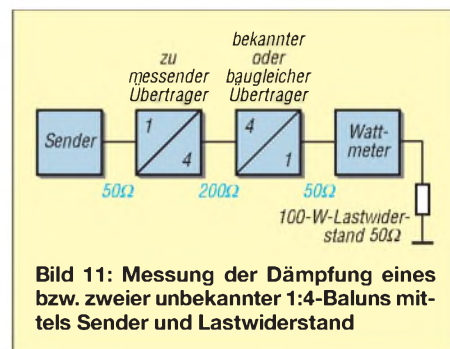 zu
messender
Übertrager
bekannter
oder
baugleicher
Übertrager
Sender
1
4
4
1
Watt-
meter
50Ω
200Ω
50Ω
100-W-Lastwider-
stand 50Ω
Bild 11: Messung der Dämpfung eines
bzw. zweier unbekannter 1:4-Baluns mit-
tels Sender und Lastwiderstand